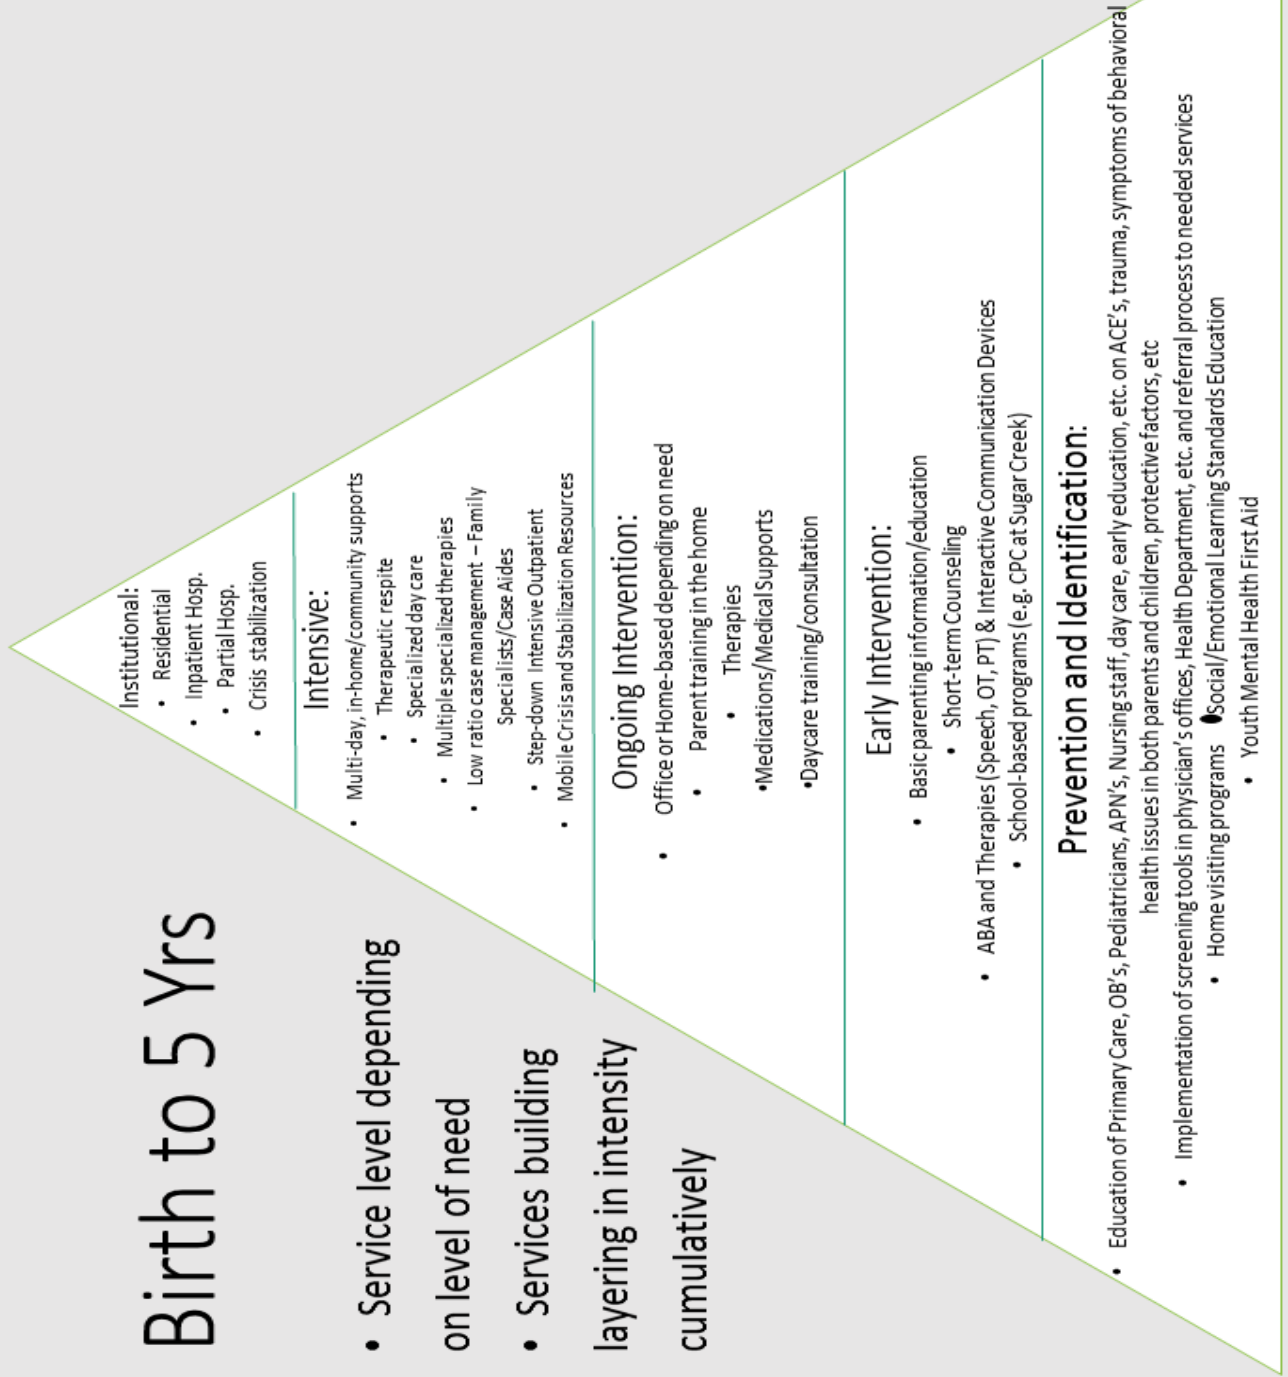 Birth to 5 Yrs
• Service level depending
on level of need
• Services building
layering in intensity
cumulatively
Institutional:
• Residential
• Inpatient Hosp.
• Partial Hosp.
• Crisis stabilization
Intensive:
• Multi-day, in-home/community supports
• Therapeutic respite
• Specialized day care
• Multiple specialized therapies
• Low ratio case management – Family
Specialists/Case Aides
• Step-down Intensive Outpatient
• Mobile Crisis and Stabilization Resources
Ongoing Intervention:
• Office or Home-based depending on need
• Parent training in the home
• Therapies
•Medications/Medical Supports
•Daycare training/consultation
Early Intervention:
• Basic parenting information/education
• Short-term Counseling
• ABA and Therapies (Speech, OT, PT) & Interactive Communication Devices
• School-based programs (e.g. CPC at Sugar Creek)
Prevention and Identification:
• Education of Primary Care, OB's, Pediatricians, APN's, Nursing staff, day care, early education, etc. on ACE's, trauma, symptoms of behavioral
health issues in both parents and children, protective factors, etc
• Implementation of screening tools in physician's offices, Health Department, etc. and referral process to needed services
• Home visiting programs ●Social/Emotional Learning Standards Education
• Youth Mental Health First Aid